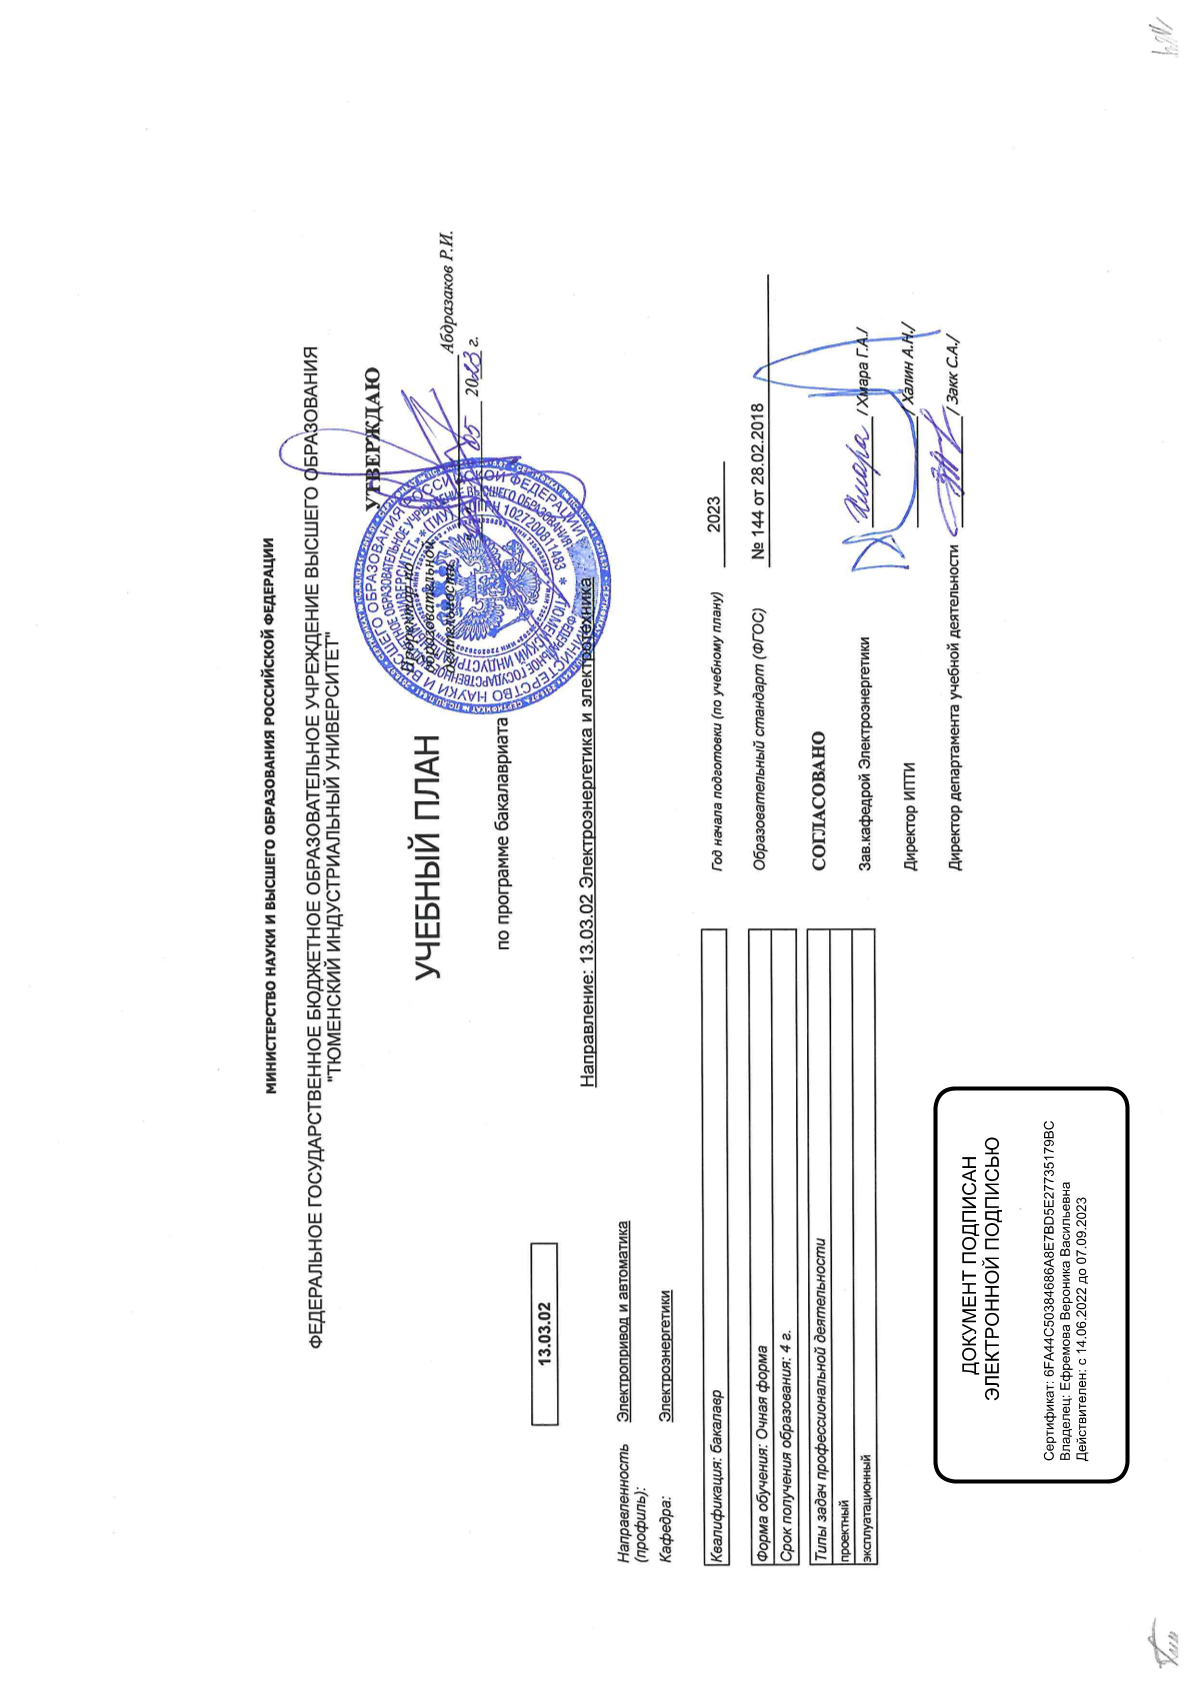 МИНИСТЕРСТВО НАУКИ И ВЫСШЕГО ОБРАЗОВАНИЯ РОССИЙСКОЙ ФЕДЕРАЦИИ
ФЕДЕРАЛЬНОЕ ГОСУДАРСТВЕННОЕ БЮДЖЕТНОЕ ОБРАЗОВАТЕЛЬНОЕ УЧРЕЖДЕНИЕ ВЫСШЕГО ОБРАЗОВАНИЯ
"ТЮМЕНСКИЙ ИНДУСТРИАЛЬНЫЙ УНИВЕРСИТЕТ"
УТВЕРЖДАЮ
Проректор по
образовательной
деятельности
Абдразаков Р.И.
05 2023 г.
УЧЕБНЫЙ ПЛАН
по программе бакалавриата
13.03.02
Направление: 13.03.02 Электроэнергетика и электротехника
Направленность
(профиль):
Электропривод и автоматика
Кафедра:
Электроэнергетики
Квалификация: бакалавр
Форма обучения: Очная форма
Срок получения образования: 4 г.
Типы задач профессиональной деятельности
проектный
эксплуатационный
Год начала подготовки (по учебному плану) 2023
Образовательный стандарт (ФГОС) № 144 от 28.02.2018
СОГЛАСОВАНО
Зав.кафедрой Электроэнергетики / Хмара Г.А./
Директор ИПТИ / Халин А.Н./
Директор департамента учебной деятельности / Закк С.А./
ДОКУМЕНТ ПОДПИСАН
ЭЛЕКТРОННОЙ ПОДПИСЬЮ
Сертификат: 6FA44C50384686A8E7BD5E27735179BC
Владелец: Ефремова Вероника Васильевна
Действителен: с 14.06.2022 до 07.09.2023